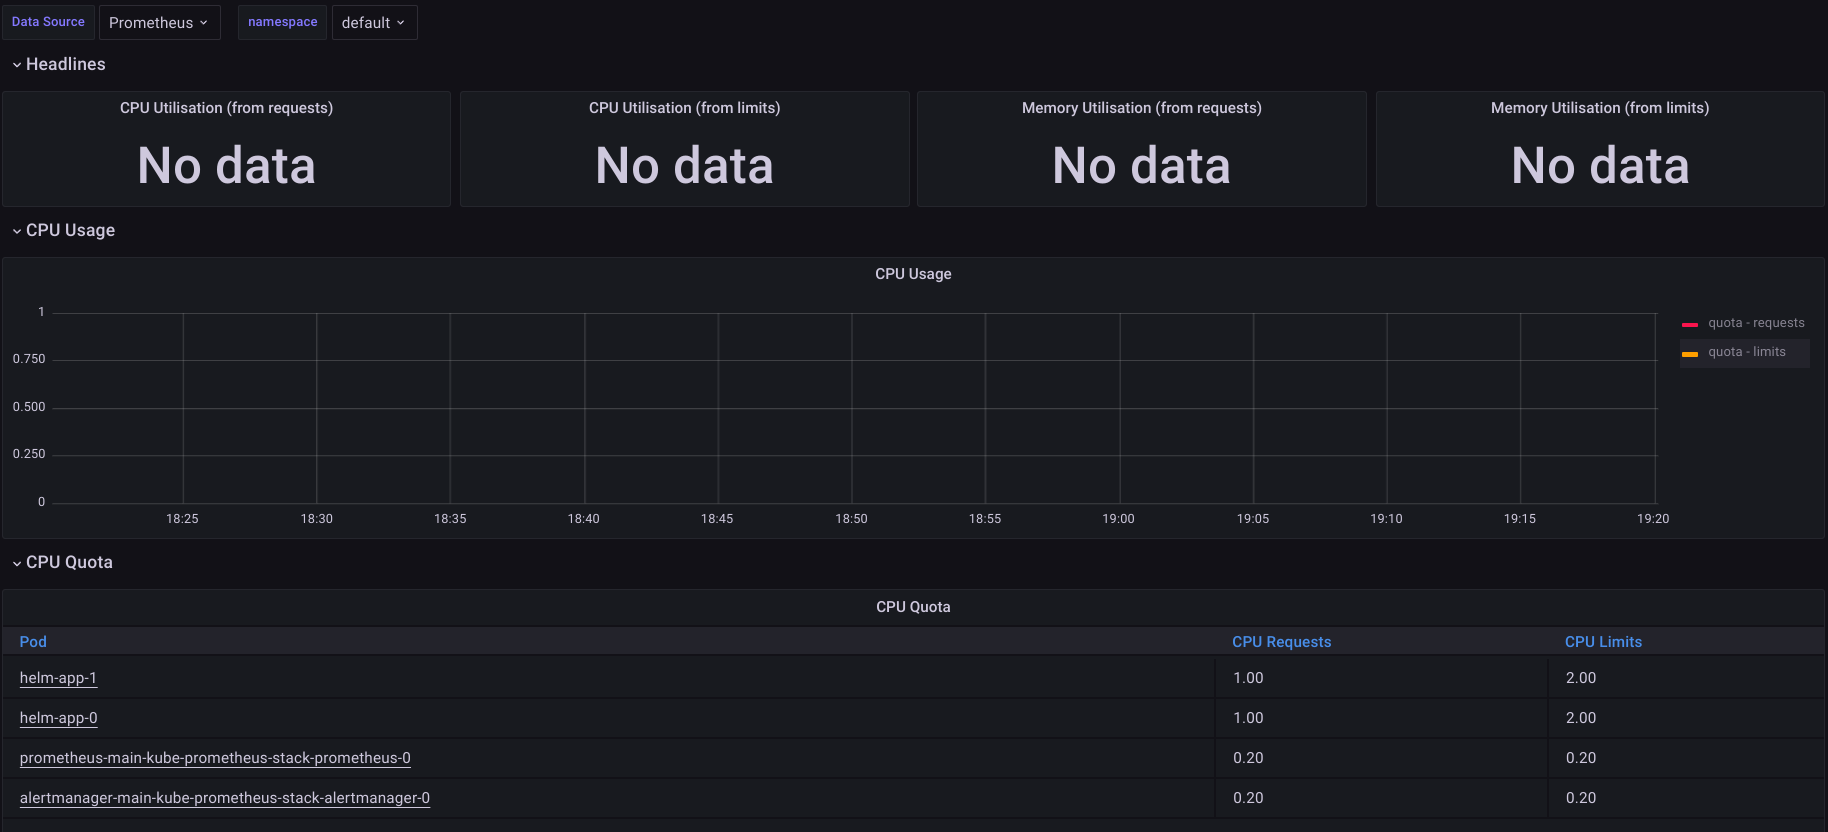 Data Source Prometheus namespace default
Headlines
CPU Utilisation (from requests) CPU Utilisation (from limits) Memory Utilisation (from requests) Memory Utilisation (from limits)
No data No data No data No data
CPU Usage
CPU Usage
1
0.750
0.500
0.250
0
18:25 18:30 18:35 18:40 18:45 18:50 18:55 19:00 19:05 19:10 19:15 19:20
quota - requests
quota - limits
CPU Quota
CPU Quota
Pod CPU Requests CPU Limits
helm-app-1 1.00 2.00
helm-app-0 1.00 2.00
prometheus-main-kube-prometheus-stack-prometheus-0 0.20 0.20
alertmanager-main-kube-prometheus-stack-alertmanager-0 0.20 0.20